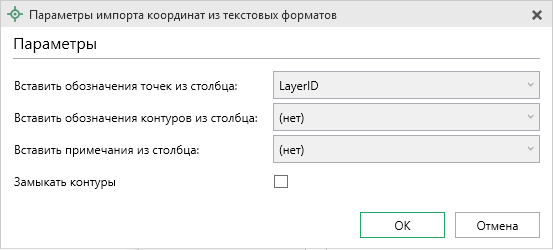 Параметры импорта координат из текстовых форматов
Параметры
Вставить обозначения точек из столбца: LayerID
Вставить обозначения контуров из столбца: (нет)
Вставить примечания из столбца: (нет)
Замыкать контуры
ОК Отмена